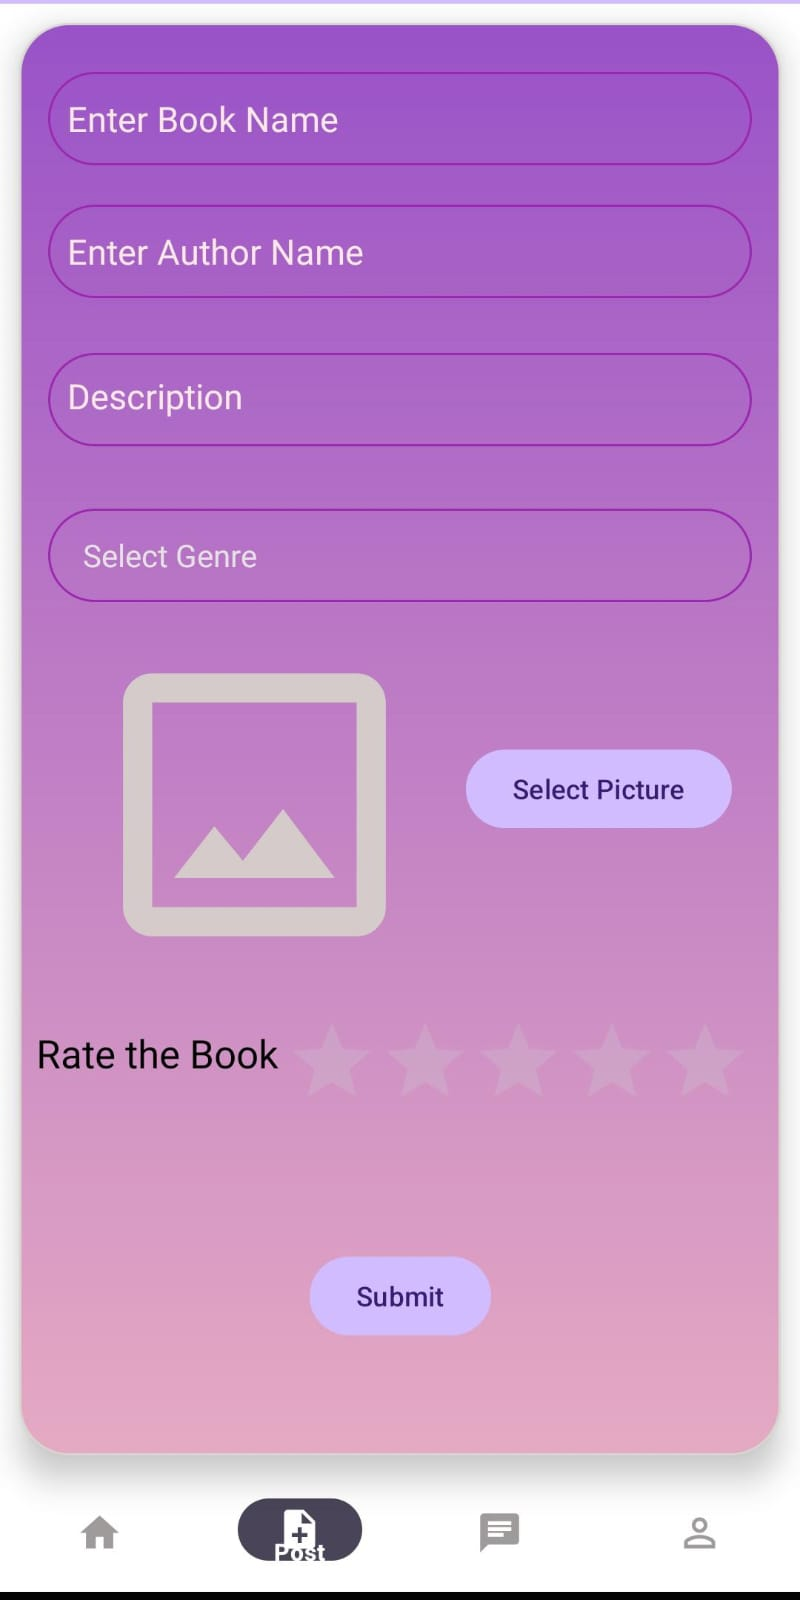 Enter Book Name
Enter Author Name
Description
Select Genre
Select Picture
Rate the Book
Submit
Post